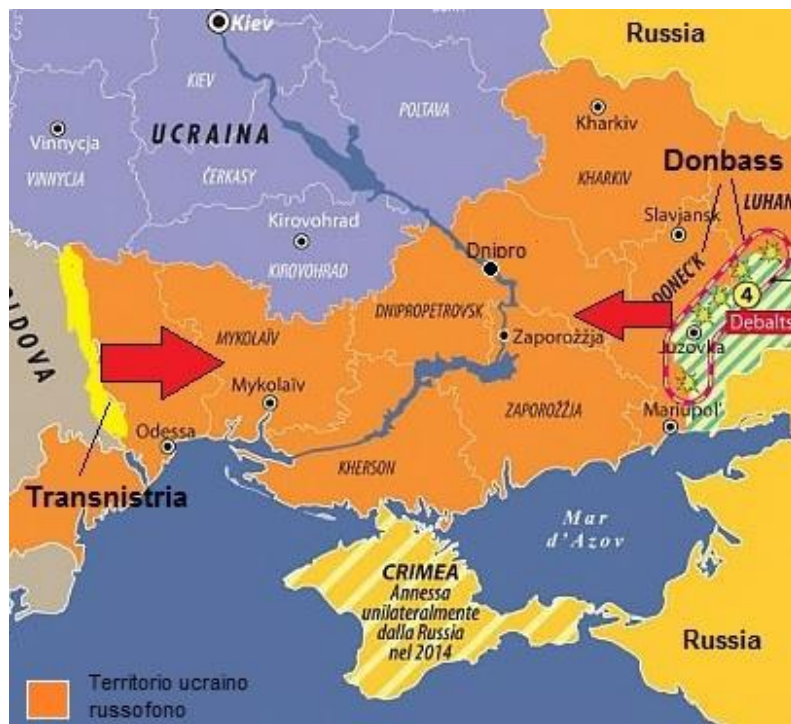 Kiev
Russia
KIEV
POLTAVA
Vinnycja
UCRAINA
Kharkiv
VINNYCJA
ČERKASY
KHARKIV
Donbass
LUHAN
Kirovohrad
Slavjansk
KIROVOHRAD
Dnipro
DONEC'K
4
LDOVA
DNIPROPETROVSK
Debalts
MYKOLAÏV
Zaporožžja
Juzovka
Mykolaïv
ZAPOROŽŽJA
Mariupol'
Odessa
KHERSON
Transnistria
Mar
d'Azov
CRIMEA
Annessa
unilateralmente
dalla Russia
nel 2014
Russia
Territorio ucraino
russofono